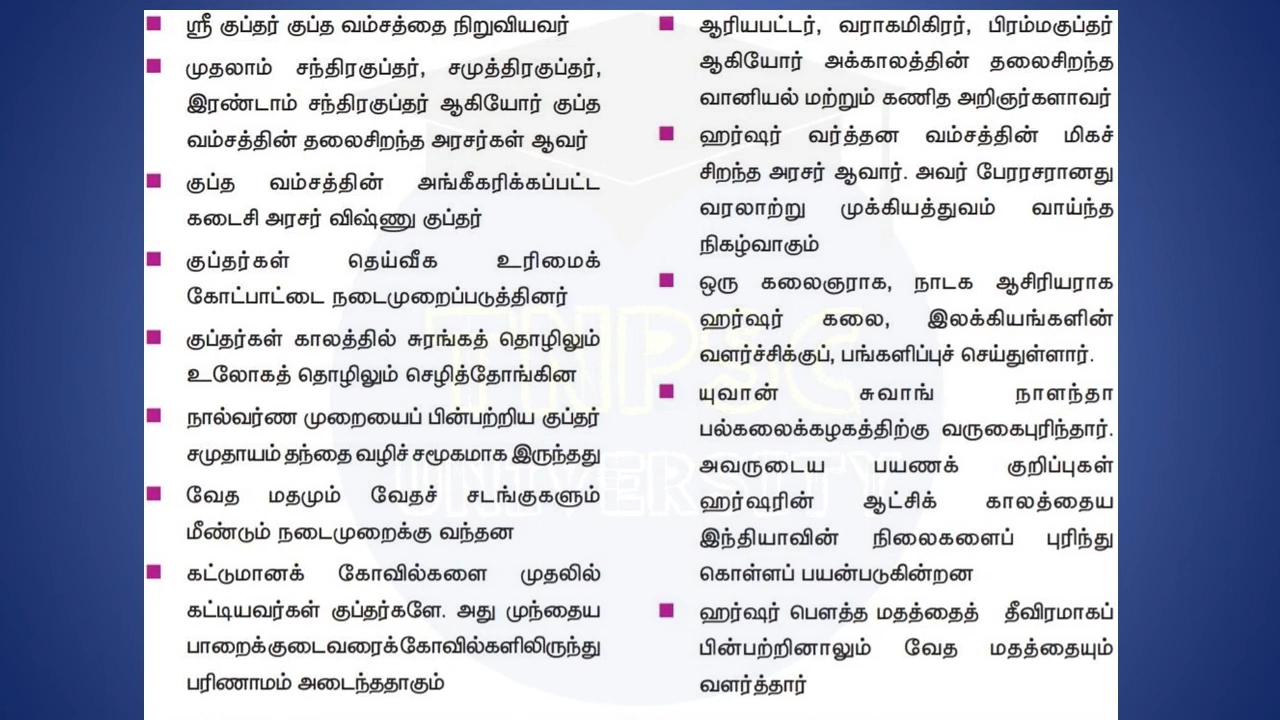 ஸ்ரீ குப்தர் குப்த வம்சத்தை நிறுவியவர்
முதலாம் சந்திரகுப்தர், சமுத்திரகுப்தர்,
இரண்டாம் சந்திரகுப்தர் ஆகியோர் குப்த
வம்சத்தின் தலைசிறந்த அரசர்கள் ஆவர்
குப்த வம்சத்தின் அங்கீகரிக்கப்பட்ட
கடைசி அரசர் விஷ்ணு குப்தர்
குப்தர்கள் தெய்வீக உரிமைக்
கோட்பாட்டை நடைமுறைப்படுத்தினர்
குப்தர்கள் காலத்தில் சுரங்கத் தொழிலும்
உலோகத் தொழிலும் செழித்தோங்கின
நால்வர்ண முறையைப் பின்பற்றிய குப்தர்
சமுதாயம் தந்தை வழிச் சமூகமாக இருந்தது
வேத மதமும் வேதச் சடங்குகளும்
மீண்டும் நடைமுறைக்கு வந்தன
கட்டுமானக் கோவில்களை முதலில்
கட்டியவர்கள் குப்தர்களே. அது முந்தைய
பாறைக்குடைவரைக்கோவில்களிலிருந்து
பரிணாமம் அடைந்ததாகும்
ஆரியபட்டர், வராகமிகிரர், பிரம்மகுப்தர்
ஆகியோர் அக்காலத்தின் தலைசிறந்த
வானியல் மற்றும் கணித அறிஞர்களாவர்
ஹர்ஷர் வர்த்தன வம்சத்தின் மிகச்
சிறந்த அரசர் ஆவார். அவர் பேரரசரானது
வரலாற்று முக்கியத்துவம் வாய்ந்த
நிகழ்வாகும்
ஒரு கலைஞராக, நாடக ஆசிரியராக
ஹர்ஷர் கலை, இலக்கியங்களின்
வளர்ச்சிக்குப், பங்களிப்புச் செய்துள்ளார்.
யுவான் சுவாங் நாளந்தா
பல்கலைக்கழகத்திற்கு வருகைபுரிந்தார்.
அவருடைய பயணக் குறிப்புகள்
ஹர்ஷரின் ஆட்சிக் காலத்தைய
இந்தியாவின் நிலைகளைப் புரிந்து
கொள்ளப் பயன்படுகின்றன
ஹர்ஷர் பௌத்த மதத்தைத் தீவிரமாகப்
பின்பற்றினாலும் வேத மதத்தையும்
வளர்த்தார்
TNPSC
UNIVERSITY